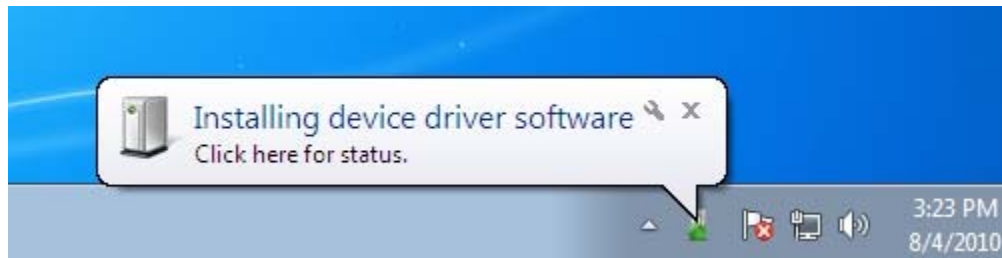 Installing device driver software
Click here for status.
3:23 PM
8/4/2010